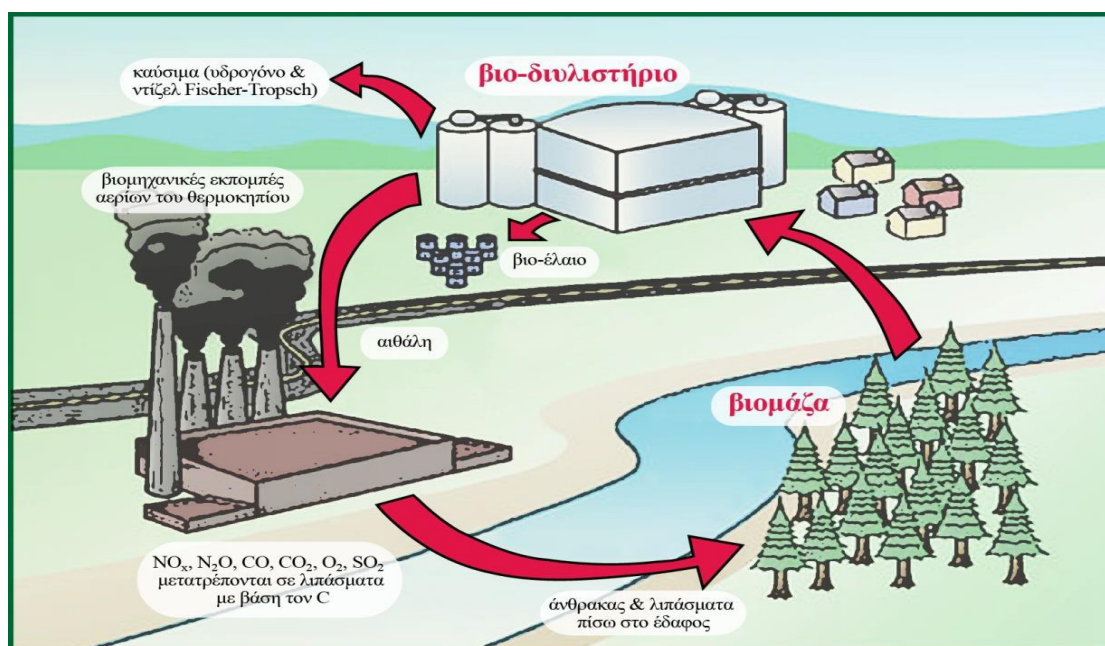 καύσιμα (υδρογόνο &
ντίζελ Fischer-Tropsch)
βιο-διυλιστήριο
βιομηχανικές εκπομπές
αερίων του θερμοκηπίου
βιο-έλαιο
αιθάλη
βιομάζα
NOₓ, N₂O, CO, CO₂, O₂, SO₂
μετατρέπονται σε λιπάσματα
με βάση τον C
άνθρακας & λιπάσματα
πίσω στο έδαφος